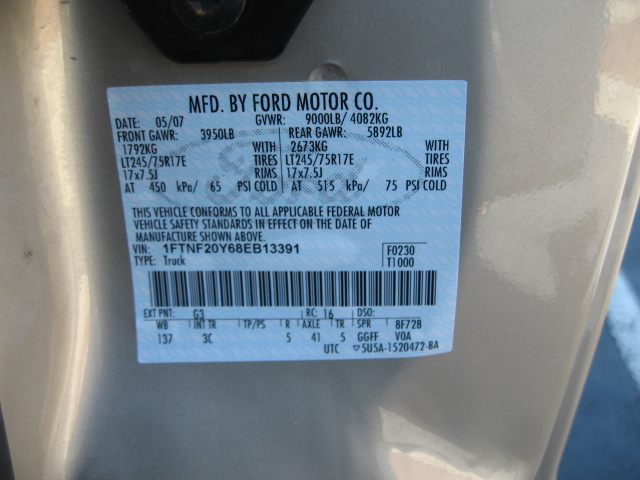 MFD. BY FORD MOTOR CO.
DATE: 05/07 GVWR: 9000LB/ 4082KG
FRONT GAWR: 3950LB REAR GAWR: 5892LB
1792KG WITH 2673KG WITH
LT245/75R17E TIRES LT245/75R17E TIRES
17x7.5J RIMS 17x7.5J RIMS
AT 450 kPa/ 65 PSI COLD AT 515 kPa/ 75 PSI COLD
THIS VEHICLE CONFORMS TO ALL APPLICABLE FEDERAL MOTOR
VEHICLE SAFETY STANDARDS IN EFFECT ON THE DATE OF
MANUFACTURE SHOWN ABOVE.
VIN: 1FTNF20Y68EB13391 F0230
TYPE: Truck T1000
EXT PNT: G3 RC: 16 DSO:
WB INT TR TP/PS R AXLE TR SPR 8F728
137 3C 5 41 5 GGFF V0A
UTC ▽5U5A-1520472-BA